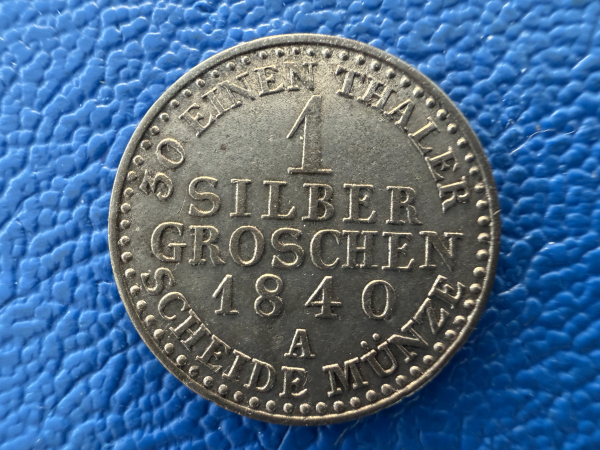 30 EINEN THALER
1
SILBER
GROSCHEN
1840
A
SCHEIDE MÜNZE